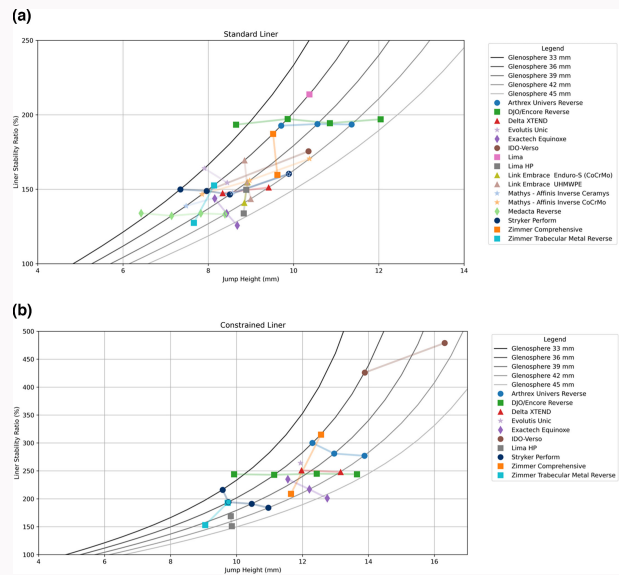 (a)
Standard Liner
250
200
150
100
Liner Stability Ratio (%)
4 6 8 10 12 14
Jump Height (mm)
Legend
Glenosphere 33 mm
Glenosphere 36 mm
Glenosphere 39 mm
Glenosphere 42 mm
Glenosphere 45 mm
Arthrex Univers Reverse
DJO/Encore Reverse
Delta XTEND
Evolutis Unic
Exactech Equinoxe
IDO-Verso
Lima
Lima HP
Link Embrace Enduro-S (CoCrMo)
Link Embrace UHMWPE
Mathys - Affinis Inverse Ceramys
Mathys - Affinis Inverse CoCrMo
Medacta Reverse
Stryker Perform
Zimmer Comprehensive
Zimmer Trabecular Metal Reverse
(b)
Constrained Liner
500
450
400
350
300
250
200
150
100
Liner Stability Ratio (%)
4 6 8 10 12 14 16
Jump Height (mm)
Legend
Glenosphere 33 mm
Glenosphere 36 mm
Glenosphere 39 mm
Glenosphere 42 mm
Glenosphere 45 mm
Arthrex Univers Reverse
DJO/Encore Reverse
Delta XTEND
Evolutis Unic
Exactech Equinoxe
IDO-Verso
Lima HP
Stryker Perform
Zimmer Comprehensive
Zimmer Trabecular Metal Reverse